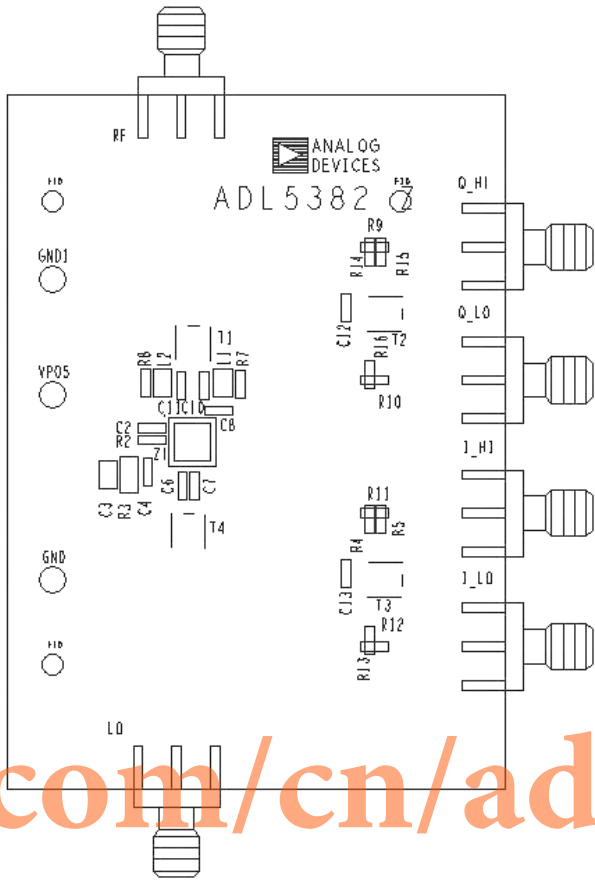 RF
ANALOG
DEVICES
FID
FID
Q_HI
ADL5382
R9
GND1
R14
R15
C12
Q_LO
T1
R16
T2
VPOS
R8
L2
L1
R7
R10
C11
C10
C8
C2
R2
Z1
I_HI
C3
R3
C4
C6
C7
R11
T4
R4
R5
GND
C13
I_LO
T3
R12
FID
R13
LO
com/cn/ad